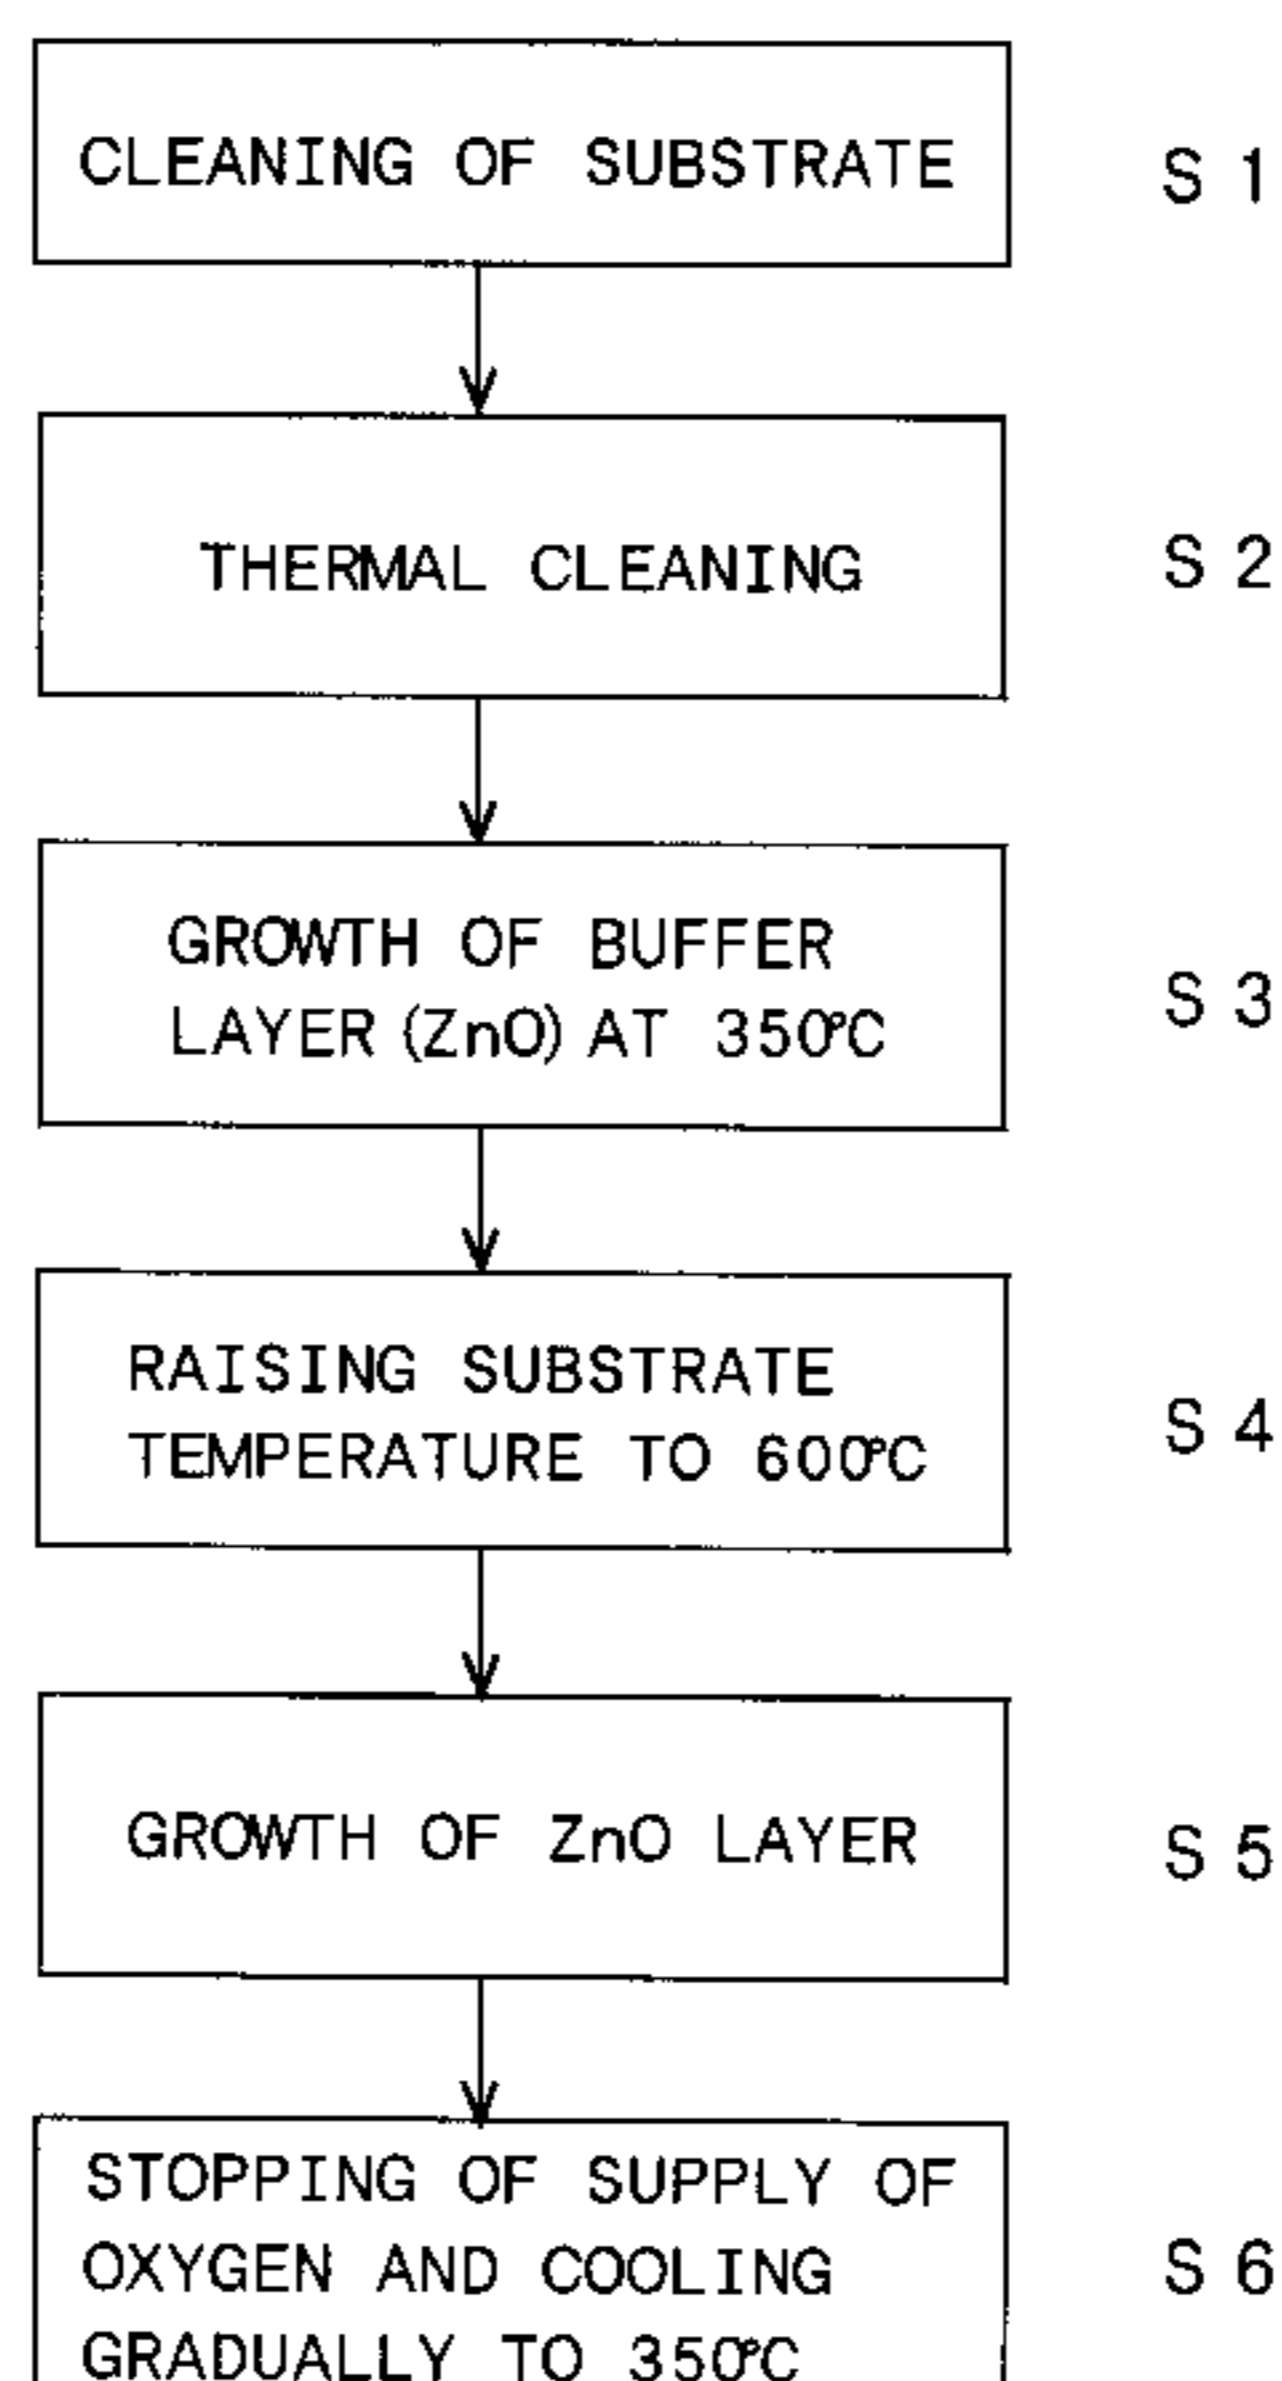 CLEANING OF SUBSTRATE
S 1
THERMAL CLEANING
S 2
GROWTH OF BUFFER
LAYER (ZnO) AT 350℃
S 3
RAISING SUBSTRATE
TEMPERATURE TO 600℃
S 4
GROWTH OF ZnO LAYER
S 5
STOPPING OF SUPPLY OF
OXYGEN AND COOLING
GRADUALLY TO 350℃
S 6